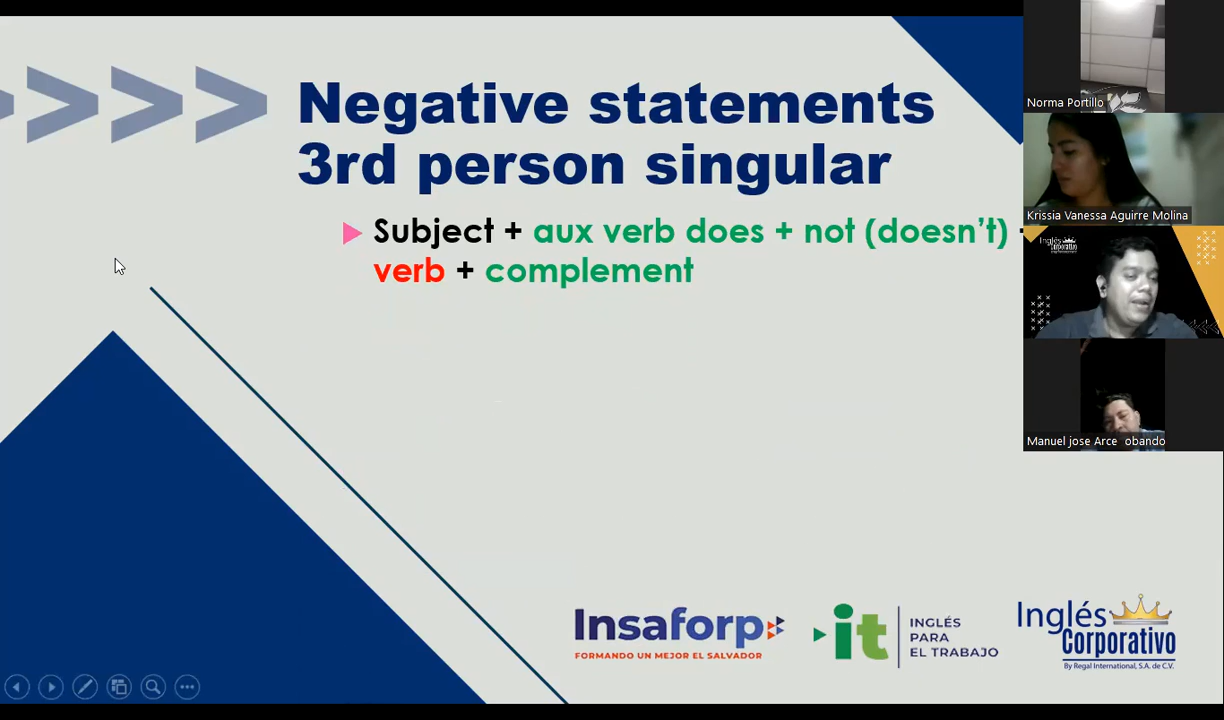 Negative statements
3rd person singular
Subject + aux verb does + not (doesn't) +
verb + complement
Norma Portillo
Krissia Vanessa Aguirre Molina
Inglés
Corporativo
Manuel jose Arce obando
Insaforp
FORMANDO UN MEJOR EL SALVADOR
it
INGLÉS
PARA
EL TRABAJO
Inglés
Corporativo
By Regal International, S.A. de C.V.